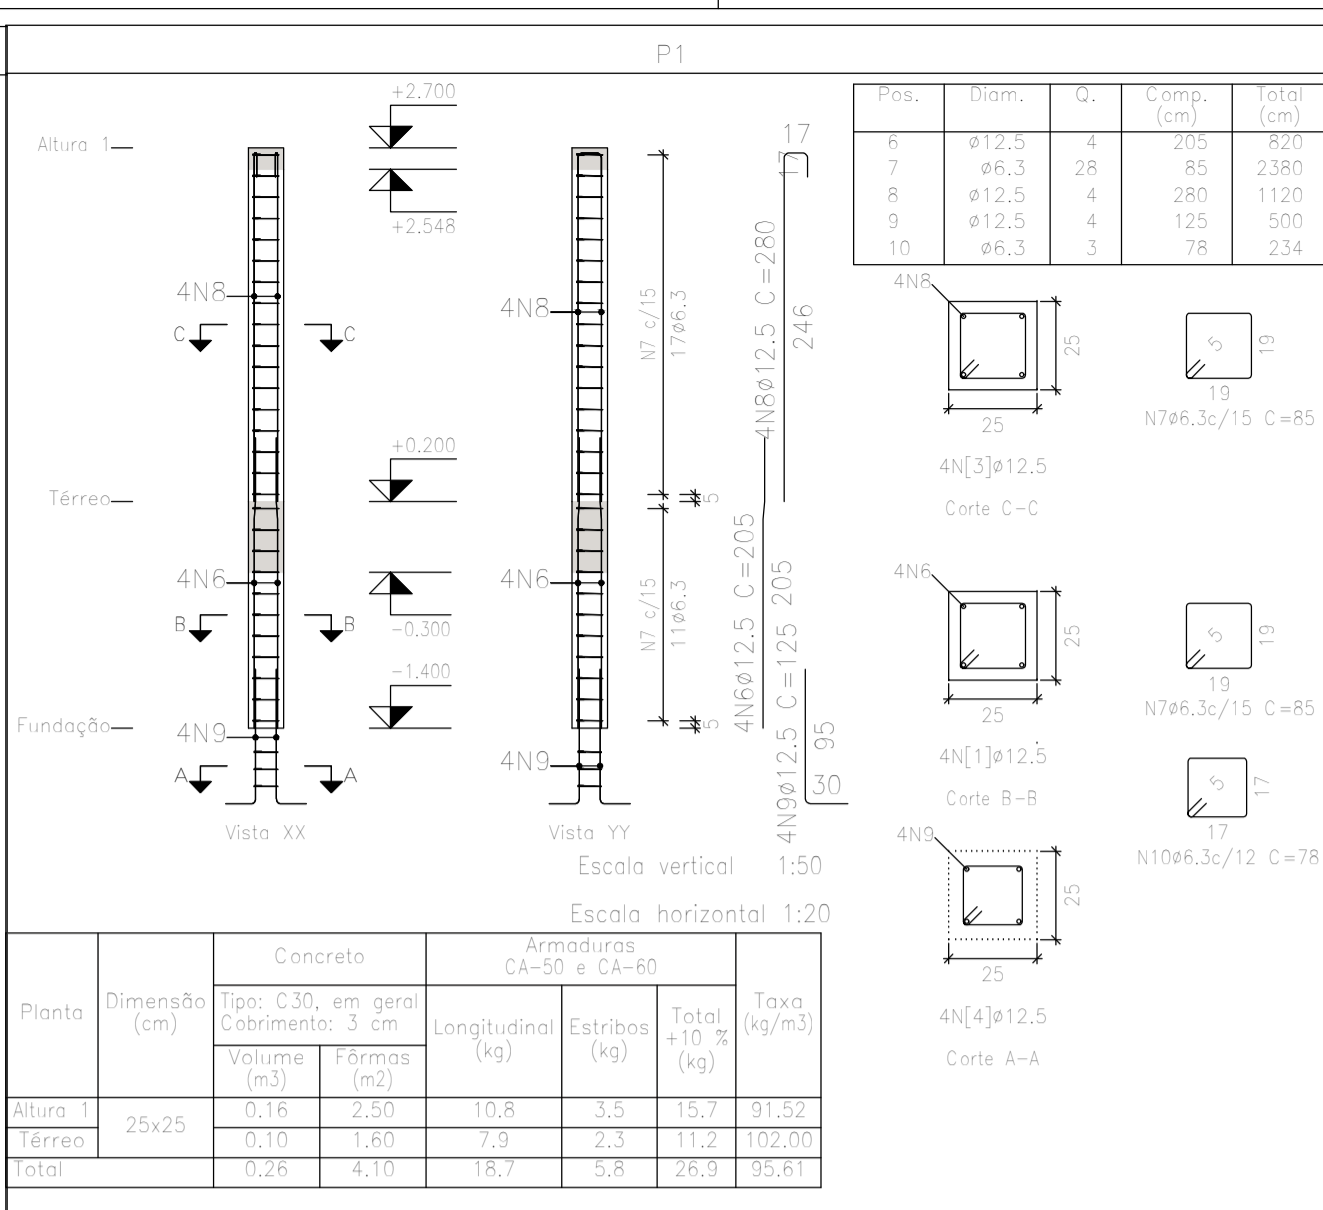 P1
Altura 1
+2.700
+2.548
4N8
C
C
+0.200
Térreo
4N6
B
B
-0.300
-1.400
Fundação
4N9
A
A
Vista XX
4N8
4N6
4N9
Vista YY
N7 c/15
17ø6.3
5
N7 c/15
11ø6.3
5
17
17
4N8ø12.5 C=280
246
4N6ø12.5 C=205
205
4N9ø12.5 C=125
95
30
Escala vertical 1:50
Escala horizontal 1:20
Pos. Diam. Q. Comp. (cm) Total (cm)
6 ø12.5 4 205 820
7 ø6.3 28 85 2380
8 ø12.5 4 280 1120
9 ø12.5 4 125 500
10 ø6.3 3 78 234
4N8
25
25
4N[3]ø12.5
Corte C-C
5
19
19
N7ø6.3c/15 C=85
4N6
25
25
4N[1]ø12.5
Corte B-B
5
19
19
N7ø6.3c/15 C=85
4N9
25
25
4N[4]ø12.5
Corte A-A
5
17
17
N10ø6.3c/12 C=78
Planta
Dimensão
(cm)
Concreto
Tipo: C30, em geral
Cobrimento: 3 cm
Volume
(m3)
Fôrmas
(m2)
Armaduras
CA-50 e CA-60
Longitudinal
(kg)
Estribos
(kg)
Total
+10 %
(kg)
Taxa
(kg/m3)
Altura 1 25x25 0.16 2.50 10.8 3.5 15.7 91.52
Térreo 0.10 1.60 7.9 2.3 11.2 102.00
Total 0.26 4.10 18.7 5.8 26.9 95.61